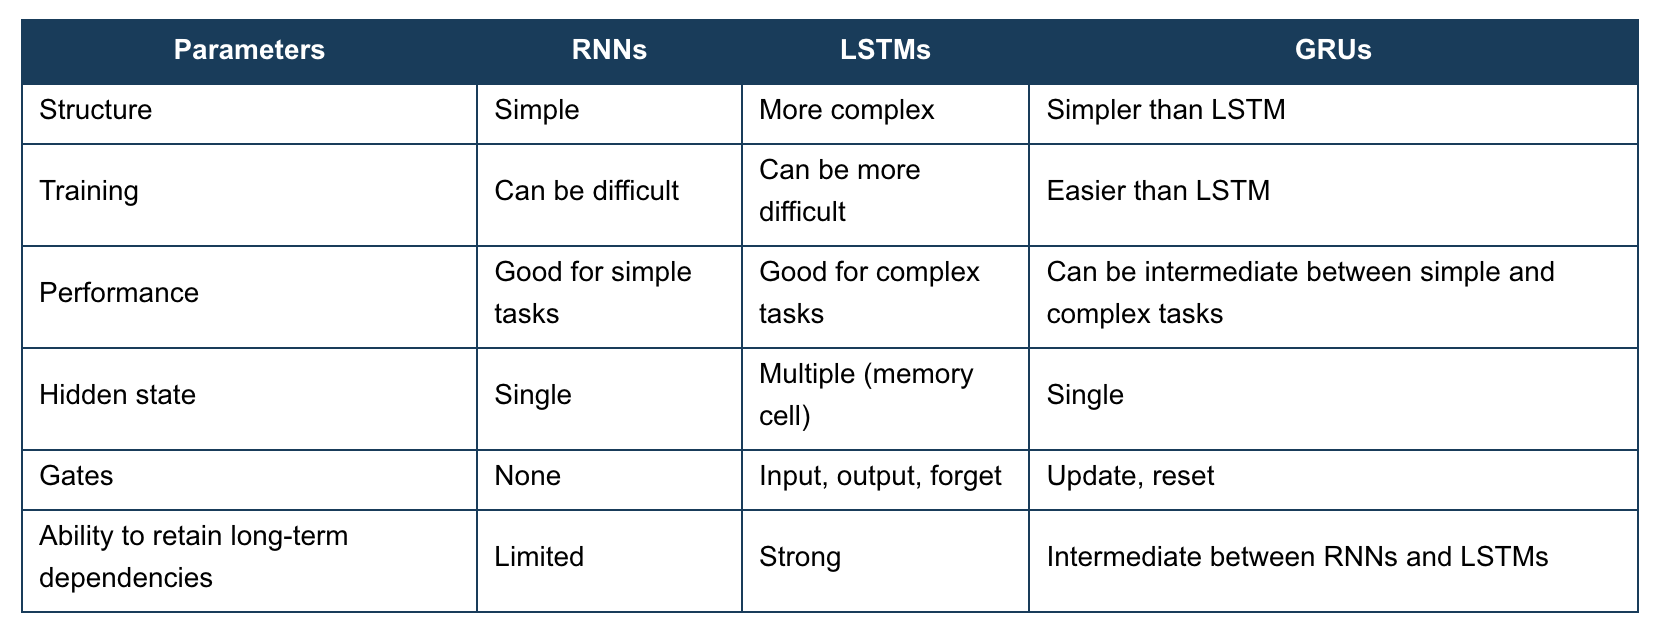 Parameters RNNs LSTMs GRUs
Structure Simple More complex Simpler than LSTM
Training Can be difficult Can be more
difficult Easier than LSTM
Performance Good for simple
tasks Good for complex
tasks Can be intermediate between simple and
complex tasks
Hidden state Single Multiple (memory
cell) Single
Gates None Input, output, forget Update, reset
Ability to retain long-term
dependencies Limited Strong Intermediate between RNNs and LSTMs